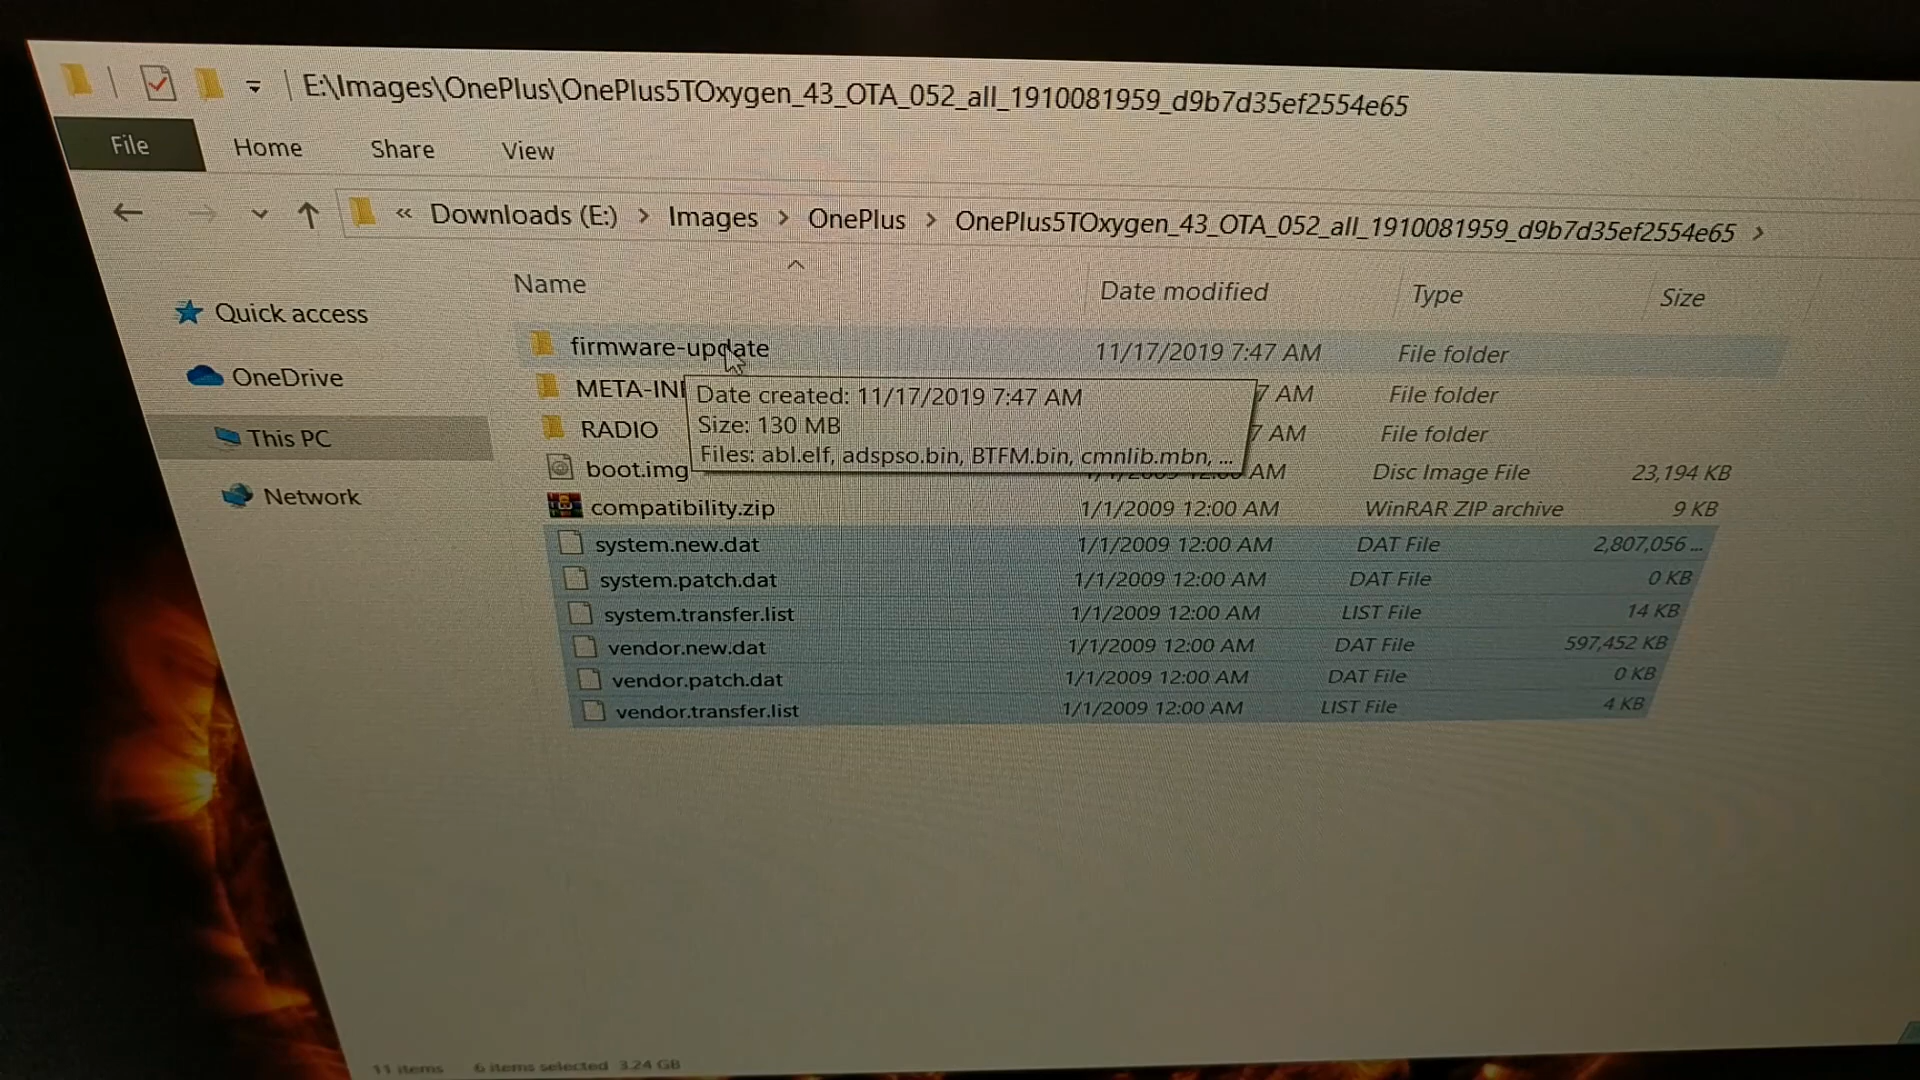 E:\Images\OnePlus\OnePlus5TOxygen_43_OTA_052_all_1910081959_d9b7d35ef2554e65
File Home Share View
« Downloads (E:) > Images > OnePlus > OnePlus5TOxygen_43_OTA_052_all_1910081959_d9b7d35ef2554e65 >
Name Date modified Type Size
Quick access
OneDrive
This PC
Network
firmware-update 11/17/2019 7:47 AM File folder
META-INF 7 AM File folder
RADIO 7 AM File folder
boot.img AM Disc Image File 23,194 KB
Date created: 11/17/2019 7:47 AM
Size: 130 MB
Files: abl.elf, adspso.bin, BTFM.bin, cmnlib.mbn, ...
compatibility.zip 1/1/2009 12:00 AM WinRAR ZIP archive 9 KB
system.new.dat 1/1/2009 12:00 AM DAT File 2,807,056 ...
system.patch.dat 1/1/2009 12:00 AM DAT File 0 KB
system.transfer.list 1/1/2009 12:00 AM LIST File 14 KB
vendor.new.dat 1/1/2009 12:00 AM DAT File 597,452 KB
vendor.patch.dat 1/1/2009 12:00 AM DAT File 0 KB
vendor.transfer.list 1/1/2009 12:00 AM LIST File 4 KB
11 items 6 items selected 3.24 GB